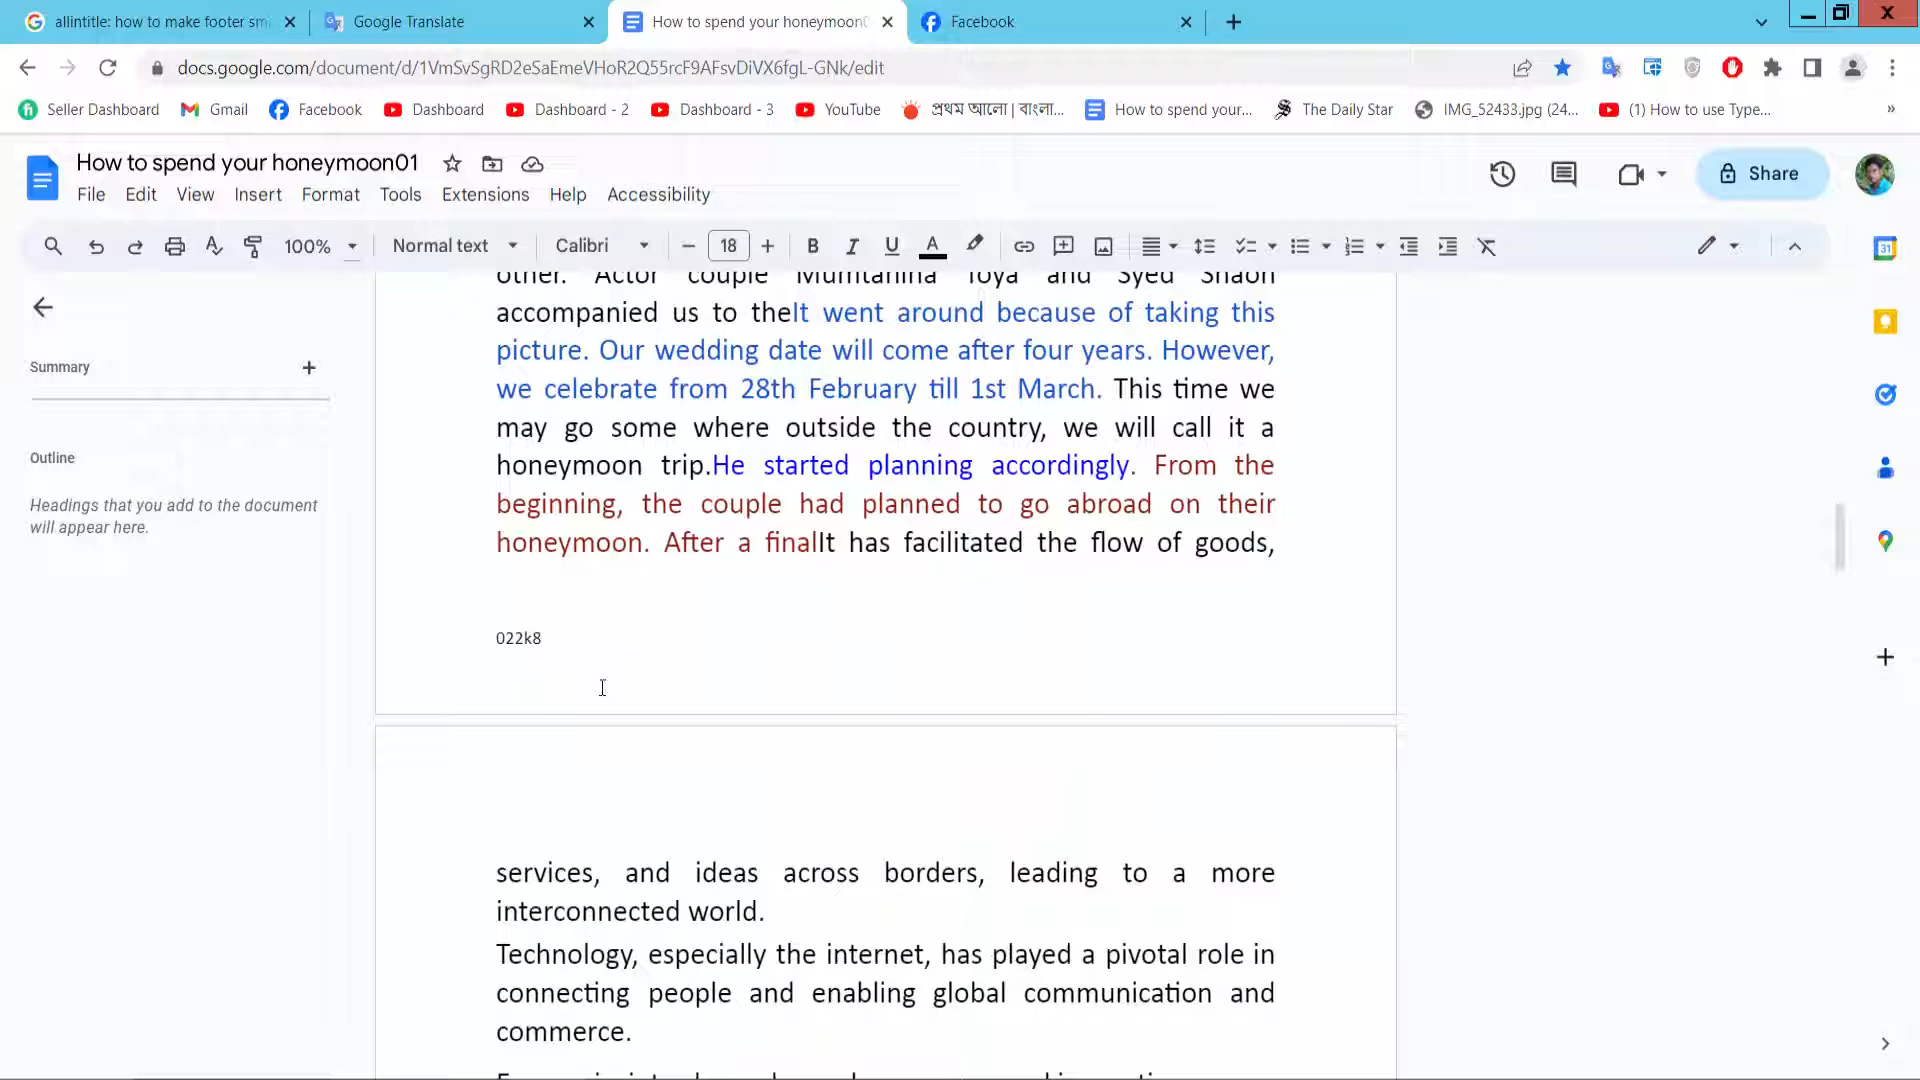 allintitle: how to make footer sm
Google Translate
How to spend your honeymoon0
Facebook
docs.google.com/document/d/1VmSvSgRD2eSaEmeVHoR2Q55rcF9AFsvDiVX6fgL-GNk/edit
Seller Dashboard
Gmail
Facebook
Dashboard
Dashboard - 2
Dashboard - 3
YouTube
প্রথম আলো | বাংলা...
How to spend your...
The Daily Star
IMG_52433.jpg (24...
(1) How to use Type...
»
How to spend your honeymoon01
File Edit View Insert Format Tools Extensions Help Accessibility
Share
100% Normal text Calibri 18 B I U A
31
other. Actor couple Mumtahina Toya and Syed Shaon
accompanied us to theIt went around because of taking this
picture. Our wedding date will come after four years. However,
we celebrate from 28th February till 1st March. This time we
may go some where outside the country, we will call it a
honeymoon trip.He started planning accordingly. From the
beginning, the couple had planned to go abroad on their
honeymoon. After a finalIt has facilitated the flow of goods,
022k8
Summary
Outline
Headings that you add to the document
will appear here.
services, and ideas across borders, leading to a more
interconnected world.
Technology, especially the internet, has played a pivotal role in
connecting people and enabling global communication and
commerce.